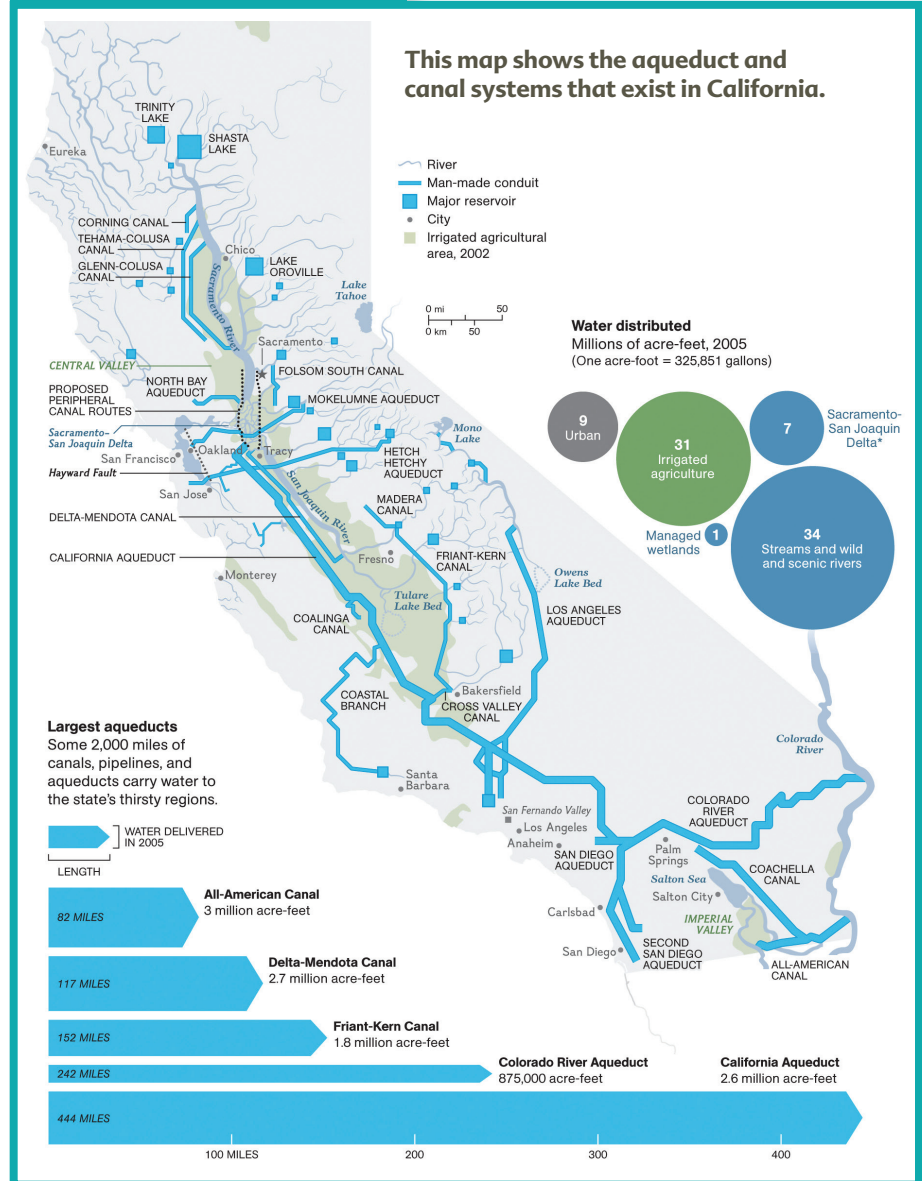 This map shows the aqueduct and
canal systems that exist in California.
TRINITY
LAKE
SHASTA
LAKE
Eureka
River
Man-made conduit
Major reservoir
City
Irrigated agricultural
area, 2002
CORNING CANAL
TEHAMA-COLUSA
CANAL
GLENN-COLUSA
CANAL
Chico
LAKE
OROVILLE
Sacramento River
Lake
Tahoe
0 mi 50
0 km 50
Water distributed
Millions of acre-feet, 2005
(One acre-foot = 325,851 gallons)
Sacramento
CENTRAL VALLEY
NORTH BAY
AQUEDUCT
FOLSOM SOUTH CANAL
PROPOSED
PERIPHERAL
CANAL ROUTES
MOKELUMNE AQUEDUCT
Sacramento-
San Joaquin Delta
Mono
Lake
9
Urban
31
Irrigated
agriculture
7
Sacramento-
San Joaquin
Delta*
Managed
wetlands
1
34
Streams and wild
and scenic rivers
Oakland
Tracy
San Francisco
HETCH
HETCHY
AQUEDUCT
Hayward Fault
San Jose
San Joaquin River
MADERA
CANAL
DELTA-MENDOTA CANAL
CALIFORNIA AQUEDUCT
Fresno
FRIANT-KERN
CANAL
Monterey
Owens
Lake Bed
Tulare
Lake Bed
LOS ANGELES
AQUEDUCT
COALINGA
CANAL
COASTAL
BRANCH
Bakersfield
CROSS VALLEY
CANAL
Colorado
River
Santa
Barbara
San Fernando Valley
Los Angeles
Anaheim
SAN DIEGO
AQUEDUCT
COLORADO
RIVER
AQUEDUCT
Palm
Springs
Salton Sea
COACHELLA
CANAL
Salton City
Carlsbad
IMPERIAL
VALLEY
San Diego
SECOND
SAN DIEGO
AQUEDUCT
ALL-AMERICAN
CANAL
Largest aqueducts
Some 2,000 miles of
canals, pipelines, and
aqueducts carry water to
the state's thirsty regions.
WATER DELIVERED
IN 2005
LENGTH
82 MILES
All-American Canal
3 million acre-feet
117 MILES
Delta-Mendota Canal
2.7 million acre-feet
152 MILES
Friant-Kern Canal
1.8 million acre-feet
242 MILES
Colorado River Aqueduct
875,000 acre-feet
California Aqueduct
2.6 million acre-feet
444 MILES
100 MILES 200 300 400